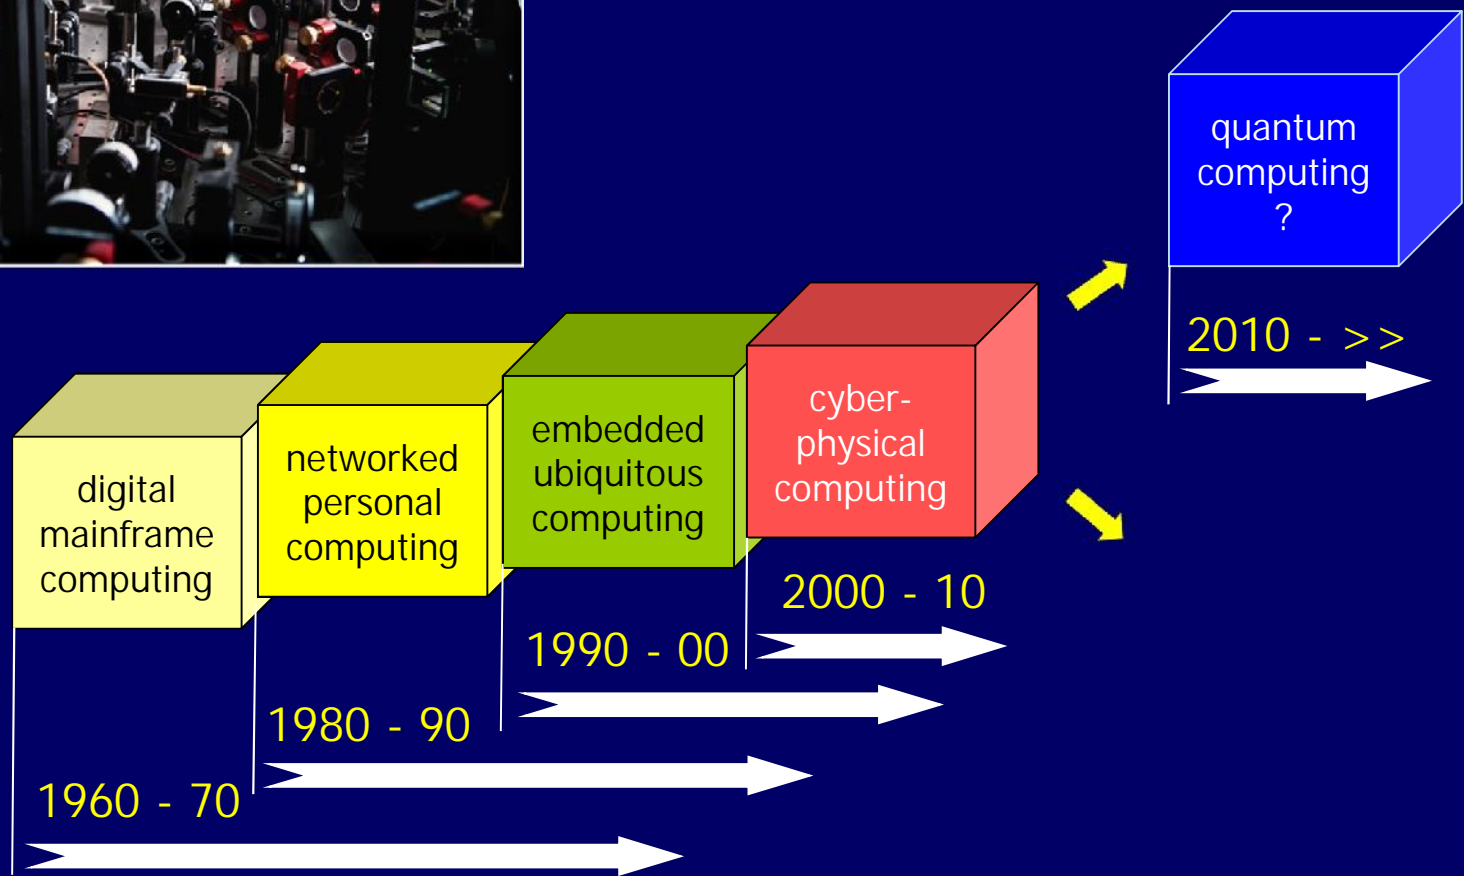 digital
mainframe
computing
1960 - 70
networked
personal
computing
1980 - 90
embedded
ubiquitous
computing
1990 - 00
cyber-
physical
computing
2000 - 10
quantum
computing
?
2010 - >>